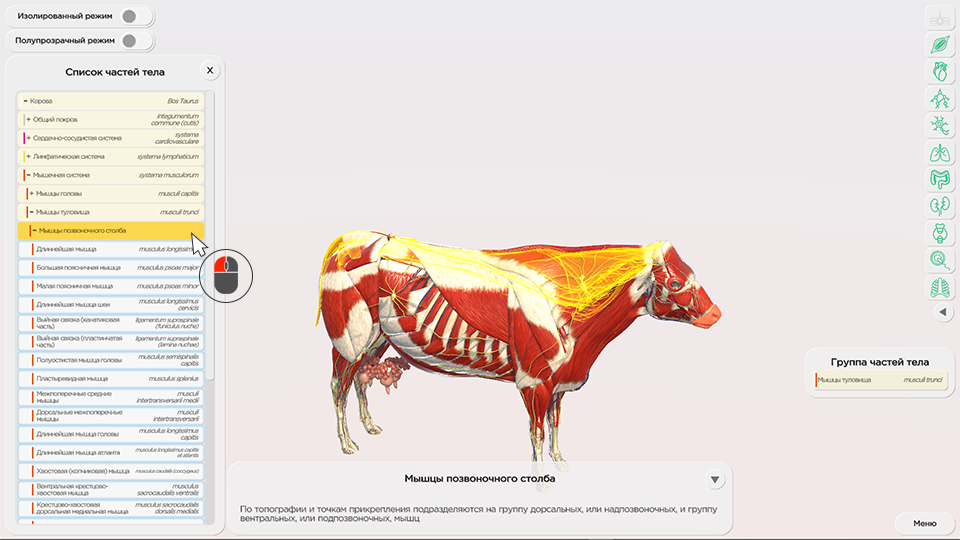 Изолированный режим
Полупрозрачный режим
Список частей тела
X
- Корова Bos Taurus
+ Общий покров integumentum
commune (cutis)
+ Сердечно-сосудистая система systema
cardiovasculare
+ Лимфатическая система systema lymphaticum
- Мышечная система systema musculorum
+ Мышцы головы musculi capitis
- Мышцы туловища musculi trunci
- Мышцы позвоночного столба
Длиннейшая мышца musculus longissimus
Большая поясничная мышца musculus psoas major
Малая поясничная мышца musculus psoas minor
Длиннейшая мышца шеи musculus longissimus
cervicis
Выйная связка (канатиковая
часть) ligamentum supraspinale
(funiculus nuchae)
Выйная связка (пластинчатая
часть) ligamentum supraspinale
(lamina nuchae)
Полуостистая мышца головы musculus semispinalis
capitis
Пластыревидная мышца musculus splenius
Межпоперечные средние
мышцы musculi
intertransversarii medii
Дорсальные межпоперечные
мышцы musculi
intertransversarii
Длиннейшая мышца головы musculus longissimus
capitis
Длиннейшая мышца атланта musculus longissimus capitis
et atlantis
Хвостовая (копчиковая) мышца musculus caudalis (coccygeus)
Вентральная крестцово-
хвостовая мышца musculus
sacrocaudalis ventralis
Крестцово-хвостовая
дорсальная медиальная мышца musculus sacrocaudalis
dorsalis medialis
Группа частей тела
Мышцы туловища musculi trunci
Мышцы позвоночного столба
По топографии и точкам прикрепления подразделяются на группу дорсальных, или надпозвоночных, и группу
вентральных, или подпозвоночных, мышц
Меню